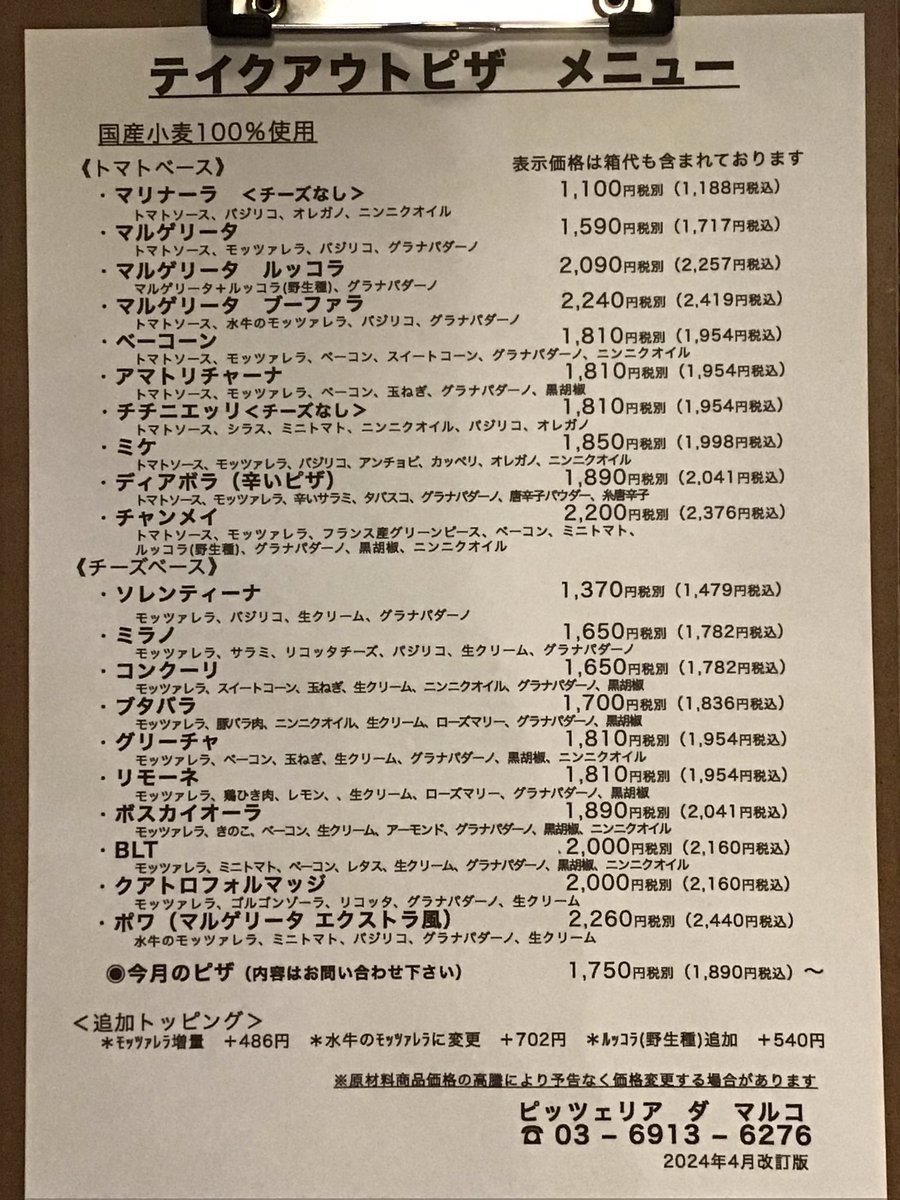 テイクアウトピザ メニュー
国産小麦100%使用
《トマトベース》 表示価格は箱代も含まれております
・マリナーラ <チーズなし> 1,100円税別(1,188円税込)
トマトソース、バジリコ、オレガノ、ニンニクオイル
・マルゲリータ 1,590円税別(1,717円税込)
トマトソース、モッツァレラ、バジリコ、グラナパダーノ
・マルゲリータ ルッコラ 2,090円税別(2,257円税込)
マルゲリータ+ルッコラ(野生種)、グラナパダーノ
・マルゲリータ ブーファラ 2,240円税別(2,419円税込)
トマトソース、水牛のモッツァレラ、バジリコ、グラナパダーノ
・ベーコーン 1,810円税別(1,954円税込)
トマトソース、モッツァレラ、ベーコン、スイートコーン、グラナパダーノ、ニンニクオイル
・アマトリチャーナ 1,810円税別(1,954円税込)
トマトソース、モッツァレラ、ベーコン、玉ねぎ、グラナパダーノ、黒胡椒
・チチニエッリ<チーズなし> 1,810円税別(1,954円税込)
トマトソース、シラス、ミニトマト、ニンニクオイル、バジリコ、オレガノ
・ミケ 1,850円税別(1,998円税込)
トマトソース、モッツァレラ、バジリコ、アンチョビ、カッペリ、オレガノ、ニンニクオイル
・ディアボラ(辛いピザ) 1,890円税別(2,041円税込)
トマトソース、モッツァレラ、辛いサラミ、タバスコ、グラナパダーノ、唐辛子パウダー、糸唐辛子
・チャンメイ 2,200円税別(2,376円税込)
トマトソース、モッツァレラ、フランス産グリーンピース、ベーコン、ミニトマト、
ルッコラ(野生種)、グラナパダーノ、黒胡椒、ニンニクオイル
《チーズベース》
・ソレンティーナ 1,370円税別(1,479円税込)
モッツァレラ、バジリコ、生クリーム、グラナパダーノ
・ミラノ 1,650円税別(1,782円税込)
モッツァレラ、サラミ、リコッタチーズ、バジリコ、生クリーム、グラナパダーノ
・コンクーリ 1,650円税別(1,782円税込)
モッツァレラ、スイートコーン、玉ねぎ、生クリーム、ニンニクオイル、グラナパダーノ、黒胡椒
・ブタバラ 1,700円税別(1,836円税込)
モッツァレラ、豚バラ肉、ニンニクオイル、生クリーム、ローズマリー、グラナパダーノ、黒胡椒
・グリーチャ 1,810円税別(1,954円税込)
モッツァレラ、ベーコン、玉ねぎ、生クリーム、グラナパダーノ、黒胡椒、ニンニクオイル
・リモーネ 1,810円税別(1,954円税込)
モッツァレラ、鶏ひき肉、レモン、、生クリーム、ローズマリー、グラナパダーノ、黒胡椒
・ボスカイオーラ 1,890円税別(2,041円税込)
モッツァレラ、きのこ、ベーコン、生クリーム、アーモンド、グラナパダーノ、黒胡椒、ニンニクオイル
・BLT 2,000円税別(2,160円税込)
モッツァレラ、ミニトマト、ベーコン、レタス、生クリーム、グラナパダーノ、黒胡椒、ニンニクオイル
・クアトロフォルマッジ 2,000円税別(2,160円税込)
モッツァレラ、ゴルゴンゾーラ、リコッタ、グラナパダーノ、生クリーム
・ポワ(マルゲリータ エクストラ風) 2,260円税別(2,440円税込)
水牛のモッツァレラ、ミニトマト、バジリコ、グラナパダーノ、生クリーム
◉今月のピザ(内容はお問い合わせ下さい) 1,750円税別(1,890円税込)〜
<追加トッピング>
*ﾓｯﾂｧﾚﾗ増量 +486円 *水牛のﾓｯﾂｧﾚﾗに変更 +702円 *ﾙｯｺﾗ(野生種)追加 +540円
※原材料商品価格の高騰により予告なく価格変更する場合があります
ピッツェリア ダ マルコ
☎ 03-6913-6276
2024年4月改訂版